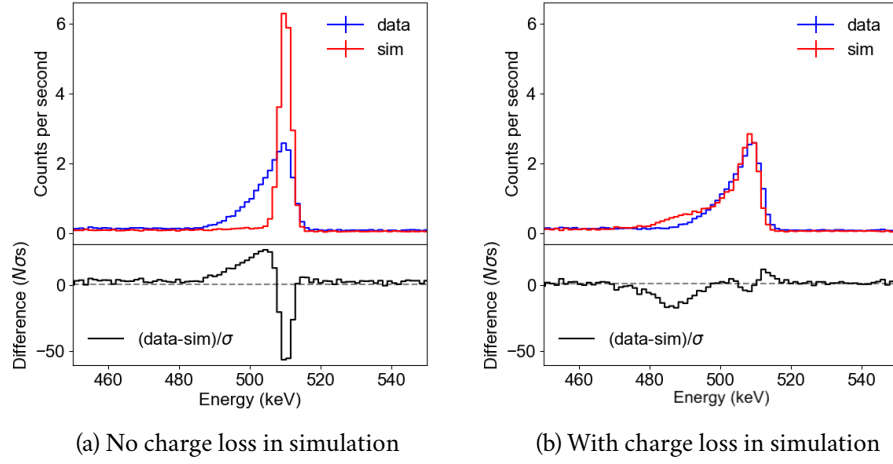 data
sim
Counts per second
6
4
2
0
Difference (Nσs)
0
−50
(data-sim)/σ
460 480 500 520 540
Energy (keV)
(a) No charge loss in simulation
data
sim
Counts per second
6
4
2
0
Difference (Nσs)
0
−50
(data-sim)/σ
460 480 500 520 540
Energy (keV)
(b) With charge loss in simulation